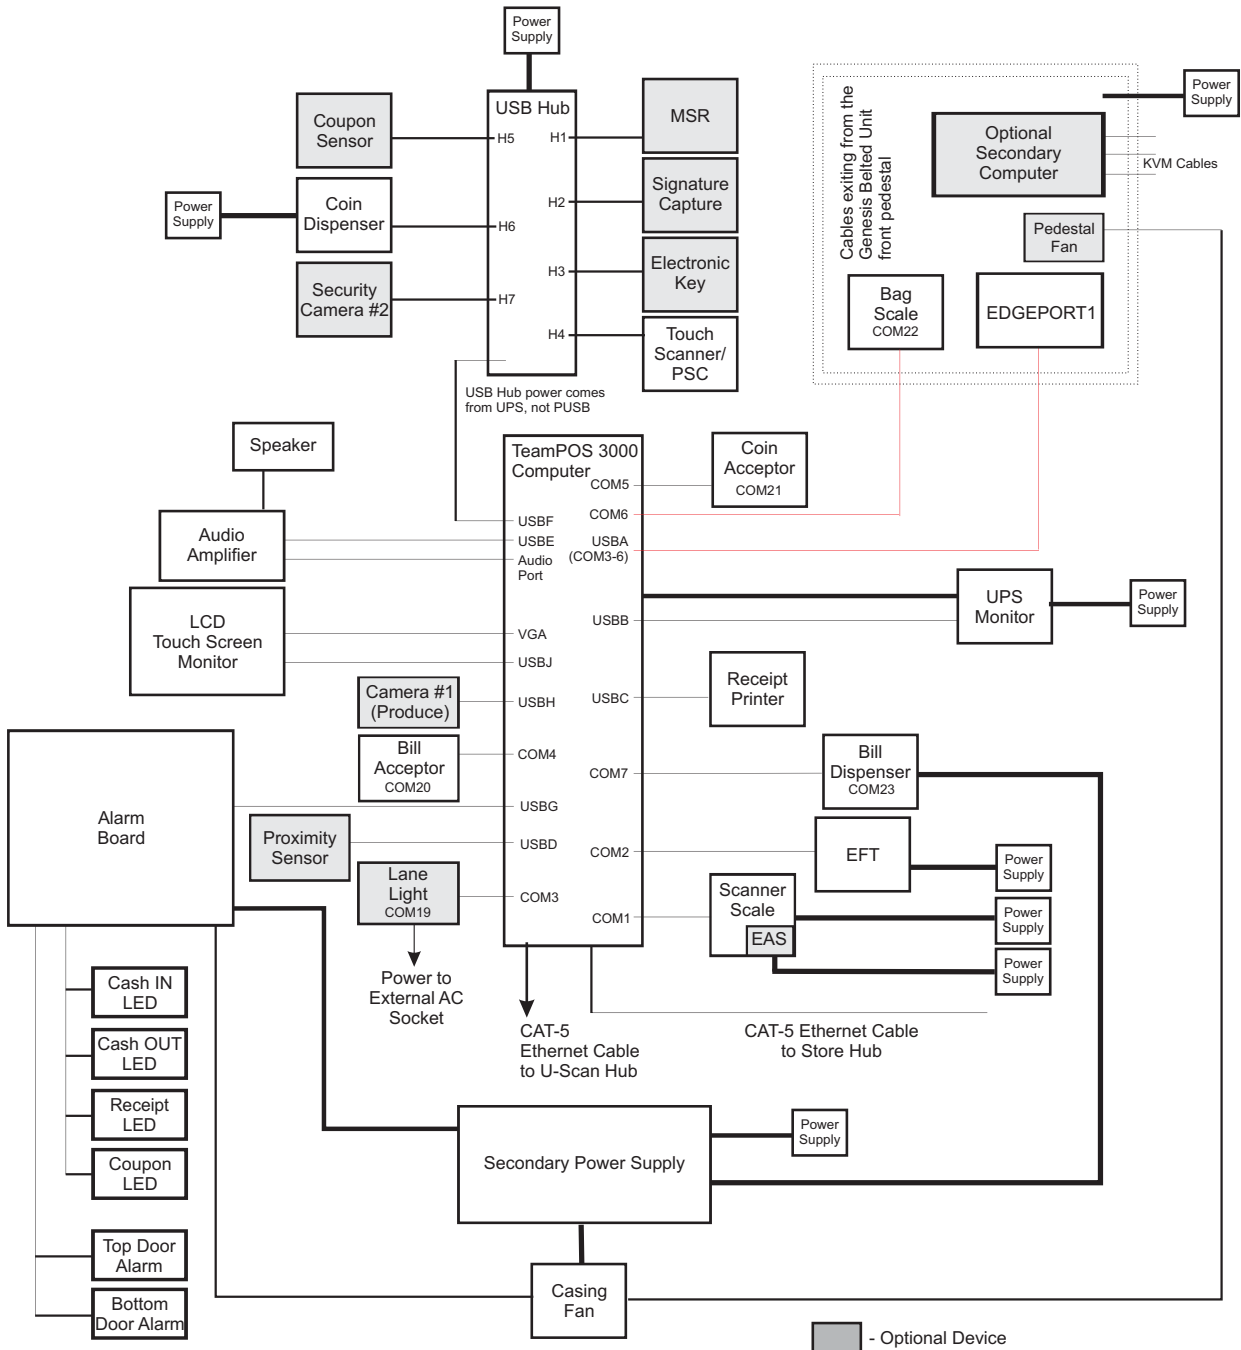 Power
Supply
USB Hub
H5
H6
H7
H1
H2
H3
H4
Coupon
Sensor
Power
Supply
Coin
Dispenser
Security
Camera #2
MSR
Signature
Capture
Electronic
Key
Touch
Scanner/
PSC
USB Hub power comes
from UPS, not PUSB
Cables exiting from the
Genesis Belted Unit
front pedestal
Optional
Secondary
Computer
Power
Supply
KVM Cables
Pedestal
Fan
Bag
Scale
COM22
EDGEPORT1
Speaker
Audio
Amplifier
LCD
Touch Screen
Monitor
Camera #1
(Produce)
Bill
Acceptor
COM20
Alarm
Board
Proximity
Sensor
Lane
Light
COM19
Power to
External AC
Socket
TeamPOS 3000
Computer
USBF
USBE
Audio
Port
VGA
USBJ
USBH
COM4
USBG
USBD
COM3
COM5
COM6
USBA
(COM3-6)
USBB
USBC
COM7
COM2
COM1
Coin
Acceptor
COM21
UPS
Monitor
Power
Supply
Receipt
Printer
Bill
Dispenser
COM23
EFT
Power
Supply
Scanner
Scale
EAS
Power
Supply
Power
Supply
CAT-5
Ethernet Cable
to U-Scan Hub
CAT-5 Ethernet Cable
to Store Hub
Cash IN
LED
Cash OUT
LED
Receipt
LED
Coupon
LED
Top Door
Alarm
Bottom
Door Alarm
Secondary Power Supply
Power
Supply
Casing
Fan
- Optional Device